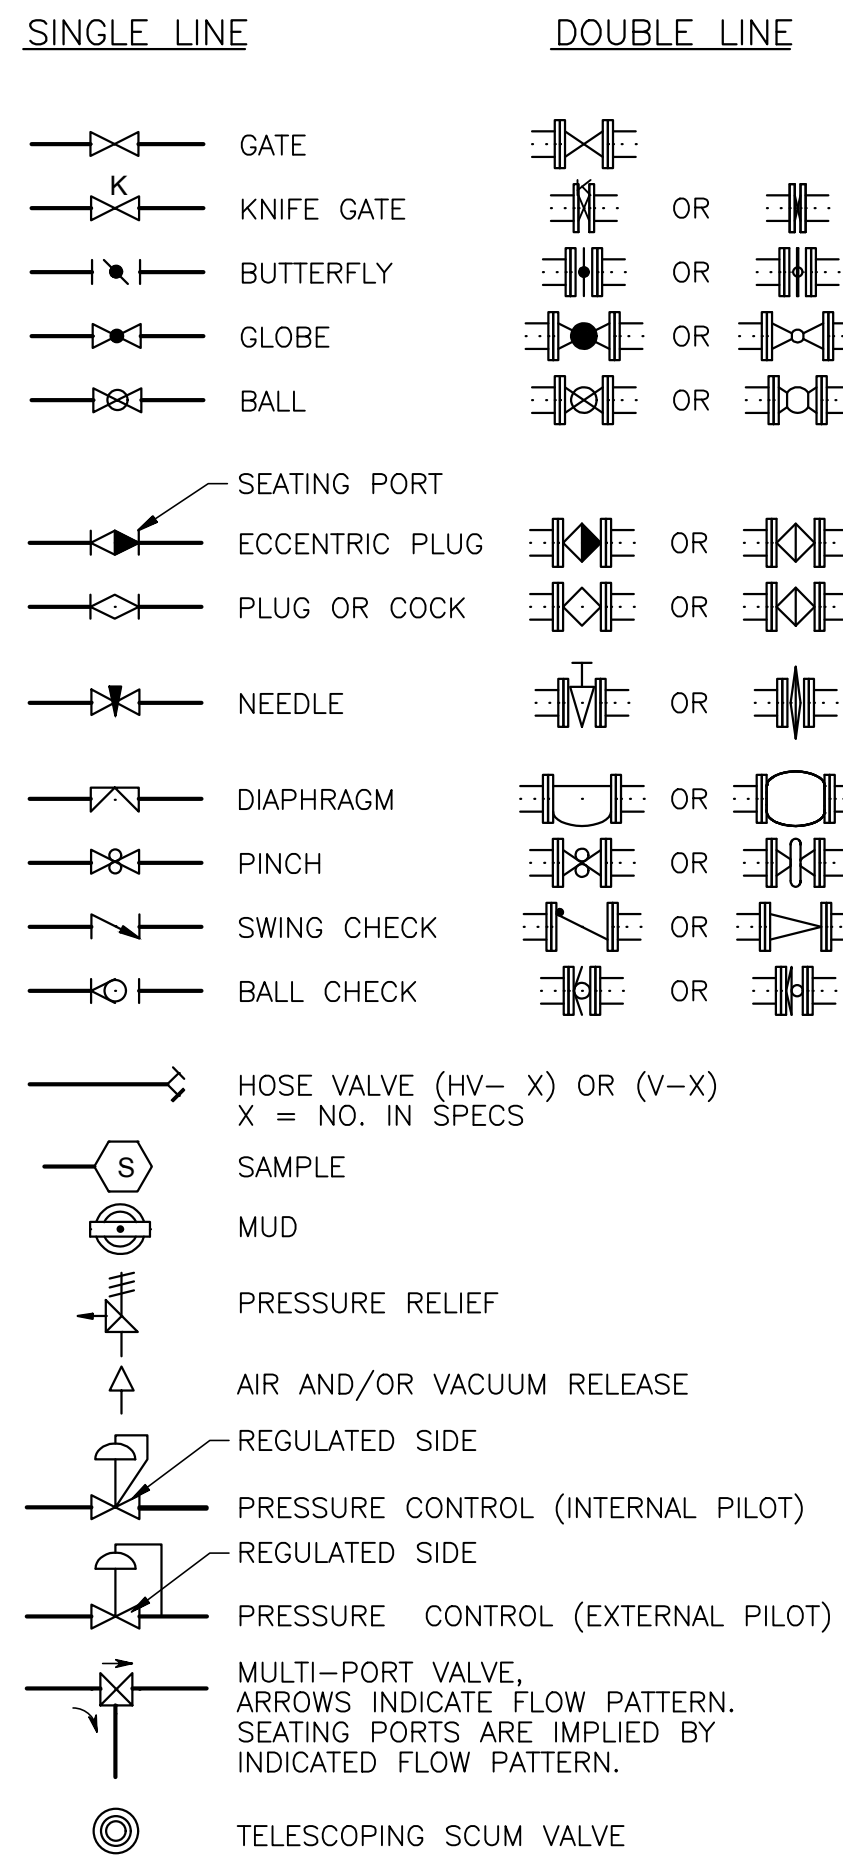 SINGLE LINE DOUBLE LINE
GATE
K
KNIFE GATE OR
BUTTERFLY OR
GLOBE OR
BALL OR
SEATING PORT
ECCENTRIC PLUG OR
PLUG OR COCK OR
NEEDLE OR
DIAPHRAGM OR
PINCH OR
SWING CHECK OR
BALL CHECK OR
HOSE VALVE (HV– X) OR (V–X)
X = NO. IN SPECS
S SAMPLE
MUD
PRESSURE RELIEF
AIR AND/OR VACUUM RELEASE
REGULATED SIDE
PRESSURE CONTROL (INTERNAL PILOT)
REGULATED SIDE
PRESSURE CONTROL (EXTERNAL PILOT)
MULTI–PORT VALVE,
ARROWS INDICATE FLOW PATTERN.
SEATING PORTS ARE IMPLIED BY
INDICATED FLOW PATTERN.
TELESCOPING SCUM VALVE